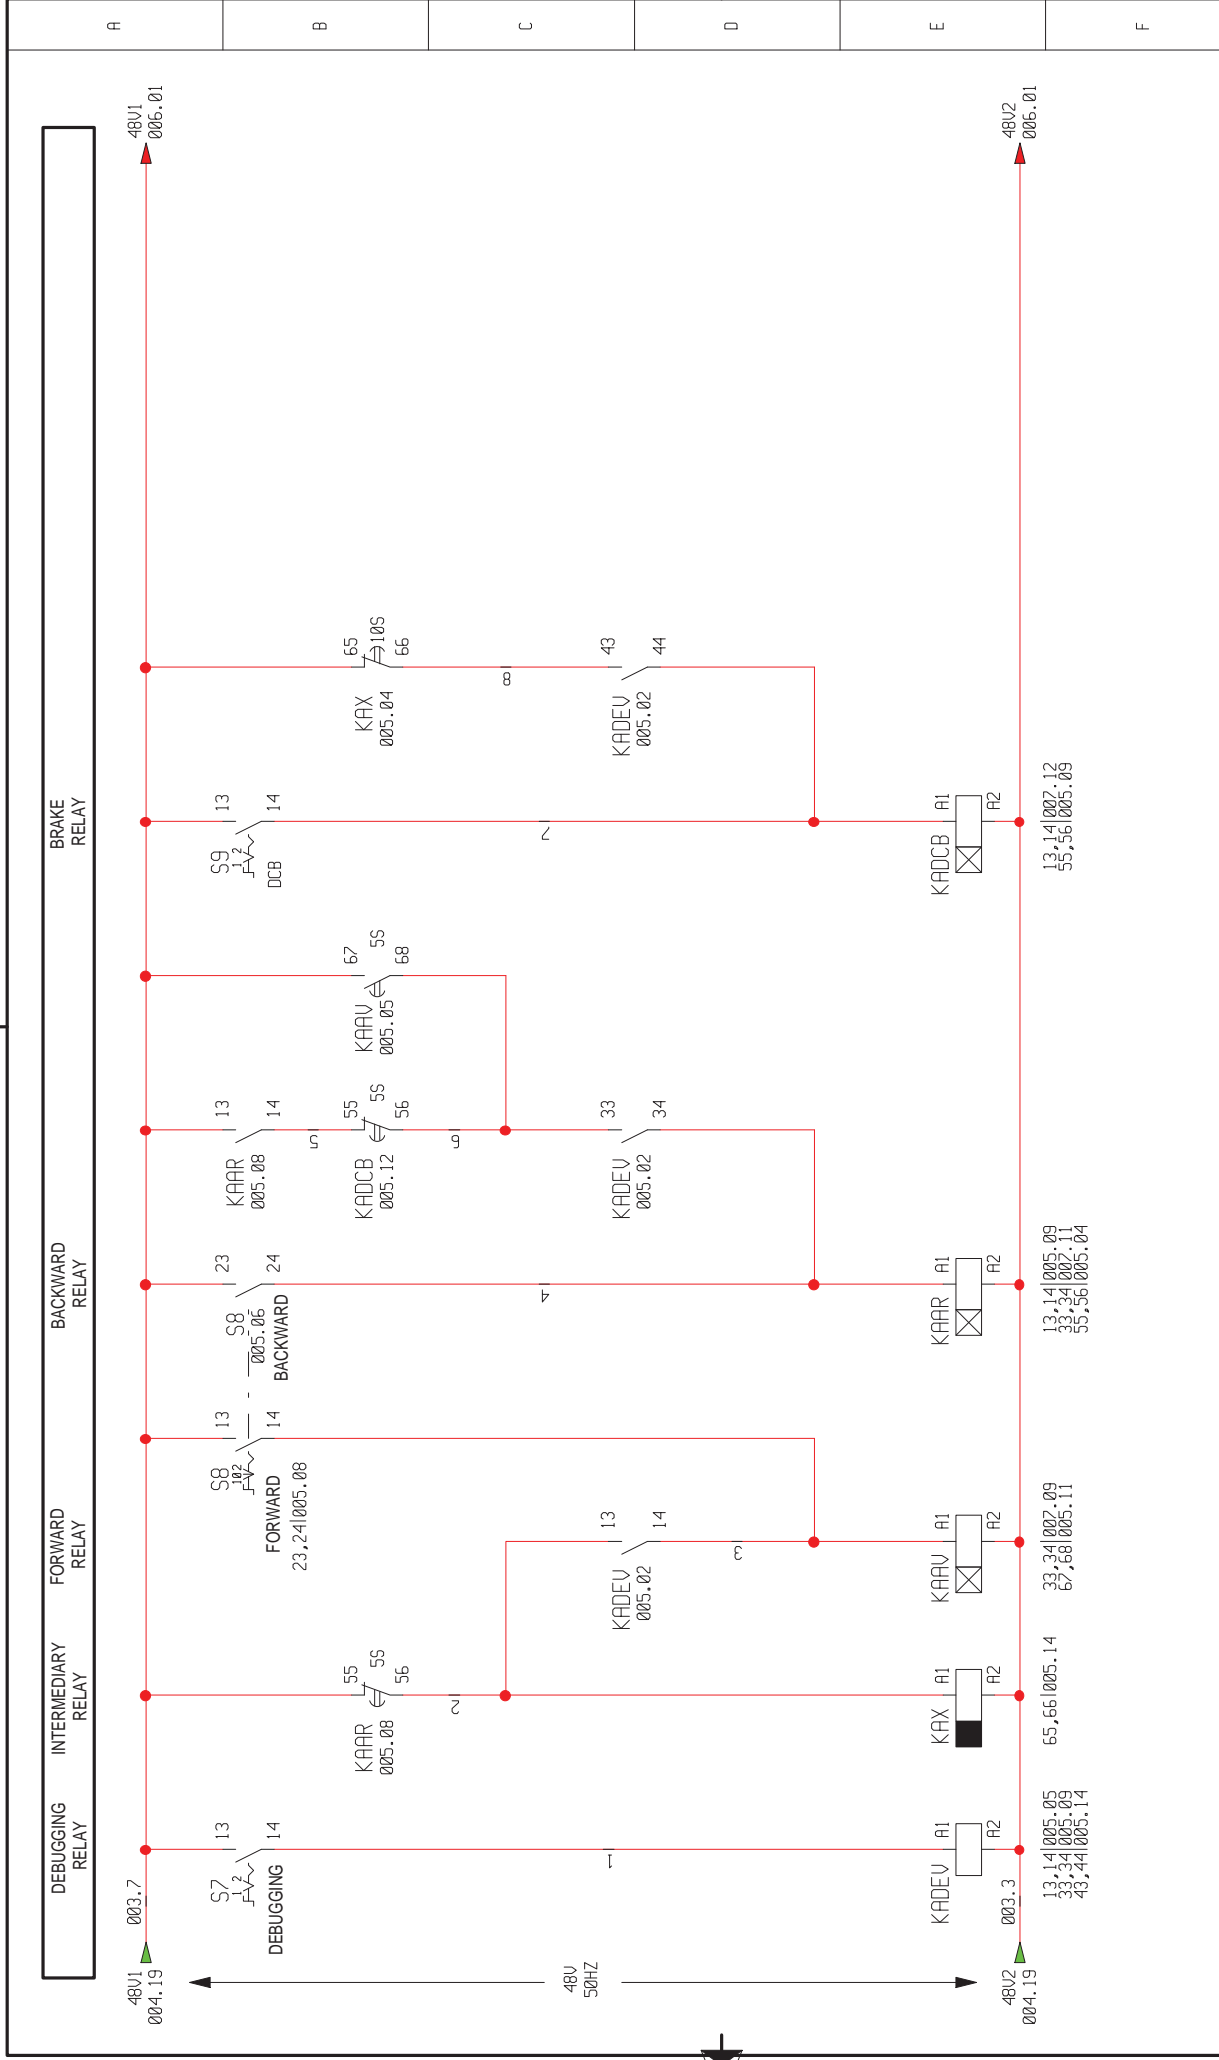 A
B
C
D
E
F
DEBUGGING
RELAY
INTERMEDIARY
RELAY
FORWARD
RELAY
BACKWARD
RELAY
BRAKE
RELAY
48V1
004.19
003.7
48V1
006.01
S7
1 2
13
14
DEBUGGING
1
KADEV
A1
A2
13,14|005.05
33,34|005.09
43,44|005.14
KAAR
005.08
55
5S
56
2
KAX
A1
A2
65,66|005.14
KADEV
005.02
13
14
3
KAAV
A1
A2
33,34|007.09
67,68|005.11
S8
102
13
14
FORWARD
23,24|005.08
S8
005.06
23
24
BACKWARD
4
KAAR
A1
A2
13,14|005.09
33,34|007.11
55,56|005.04
KAAR
005.08
13
14
5
KADCB
005.12
55
5S
56
6
KADEV
005.02
33
34
KAAV
005.05
67
5S
68
S9
1 2
13
14
DCB
7
KADCB
A1
A2
13,14|007.12
55,56|005.09
KAX
005.04
65
10S
66
8
KADEV
005.02
43
44
48V
50HZ
48V2
004.19
003.3
48V2
006.01